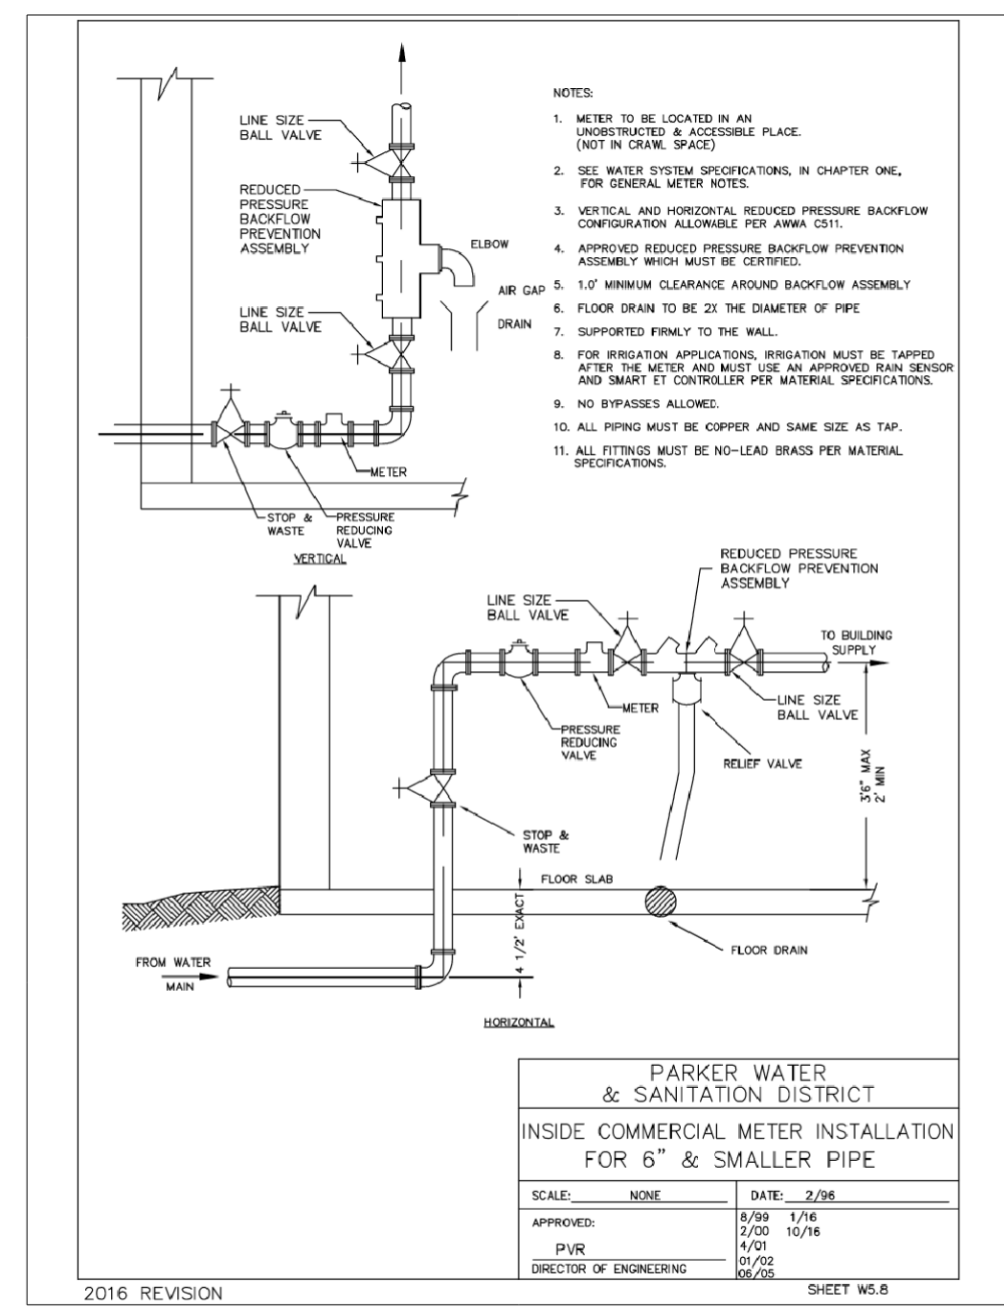 LINE SIZE
BALL VALVE
REDUCED
PRESSURE
BACKFLOW
PREVENTION
ASSEMBLY
ELBOW
AIR GAP
DRAIN
LINE SIZE
BALL VALVE
METER
STOP &
WASTE
PRESSURE
REDUCING
VALVE
VERTICAL
NOTES:
1. METER TO BE LOCATED IN AN
UNOBSTRUCTED & ACCESSIBLE PLACE.
(NOT IN CRAWL SPACE)
2. SEE WATER SYSTEM SPECIFICATIONS, IN CHAPTER ONE,
FOR GENERAL METER NOTES.
3. VERTICAL AND HORIZONTAL REDUCED PRESSURE BACKFLOW
CONFIGURATION ALLOWABLE PER AWWA C511.
4. APPROVED REDUCED PRESSURE BACKFLOW PREVENTION
ASSEMBLY WHICH MUST BE CERTIFIED.
5. 1.0' MINIMUM CLEARANCE AROUND BACKFLOW ASSEMBLY
6. FLOOR DRAIN TO BE 2X THE DIAMETER OF PIPE
7. SUPPORTED FIRMLY TO THE WALL.
8. FOR IRRIGATION APPLICATIONS, IRRIGATION MUST BE TAPPED
AFTER THE METER AND MUST USE AN APPROVED RAIN SENSOR
AND SMART ET CONTROLLER PER MATERIAL SPECIFICATIONS.
9. NO BYPASSES ALLOWED.
10. ALL PIPING MUST BE COPPER AND SAME SIZE AS TAP.
11. ALL FITTINGS MUST BE NO-LEAD BRASS PER MATERIAL
SPECIFICATIONS.
REDUCED PRESSURE
BACKFLOW PREVENTION
ASSEMBLY
LINE SIZE
BALL VALVE
TO BUILDING
SUPPLY
METER
LINE SIZE
BALL VALVE
PRESSURE
REDUCING
VALVE
RELIEF VALVE
3'6" MAX
2' MIN
STOP &
WASTE
FLOOR SLAB
4 1/2' EXACT
FLOOR DRAIN
FROM WATER
MAIN
HORIZONTAL
PARKER WATER
& SANITATION DISTRICT
INSIDE COMMERCIAL METER INSTALLATION
FOR 6" & SMALLER PIPE
SCALE: NONE
DATE: 2/96
APPROVED:
PVR
DIRECTOR OF ENGINEERING
8/99 1/16
2/00 10/16
4/01
01/02
06/05
2016 REVISION
SHEET W5.8